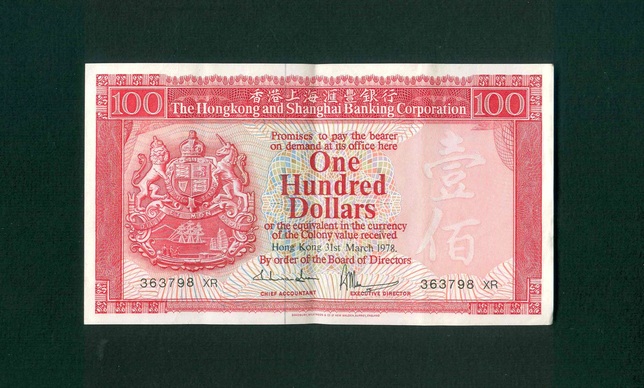 香港上海滙豐銀行
100 The Hongkong and Shanghai Banking Corporation 100
Promises to pay the bearer
on demand at its office here
One
Hundred
Dollars
or the equivalent in the currency
of the Colony value received
Hong Kong 31st March 1978.
By order of the Board of Directors
壹
佰
363798 XR
363798 XR
CHIEF ACCOUNTANT
EXECUTIVE DIRECTOR